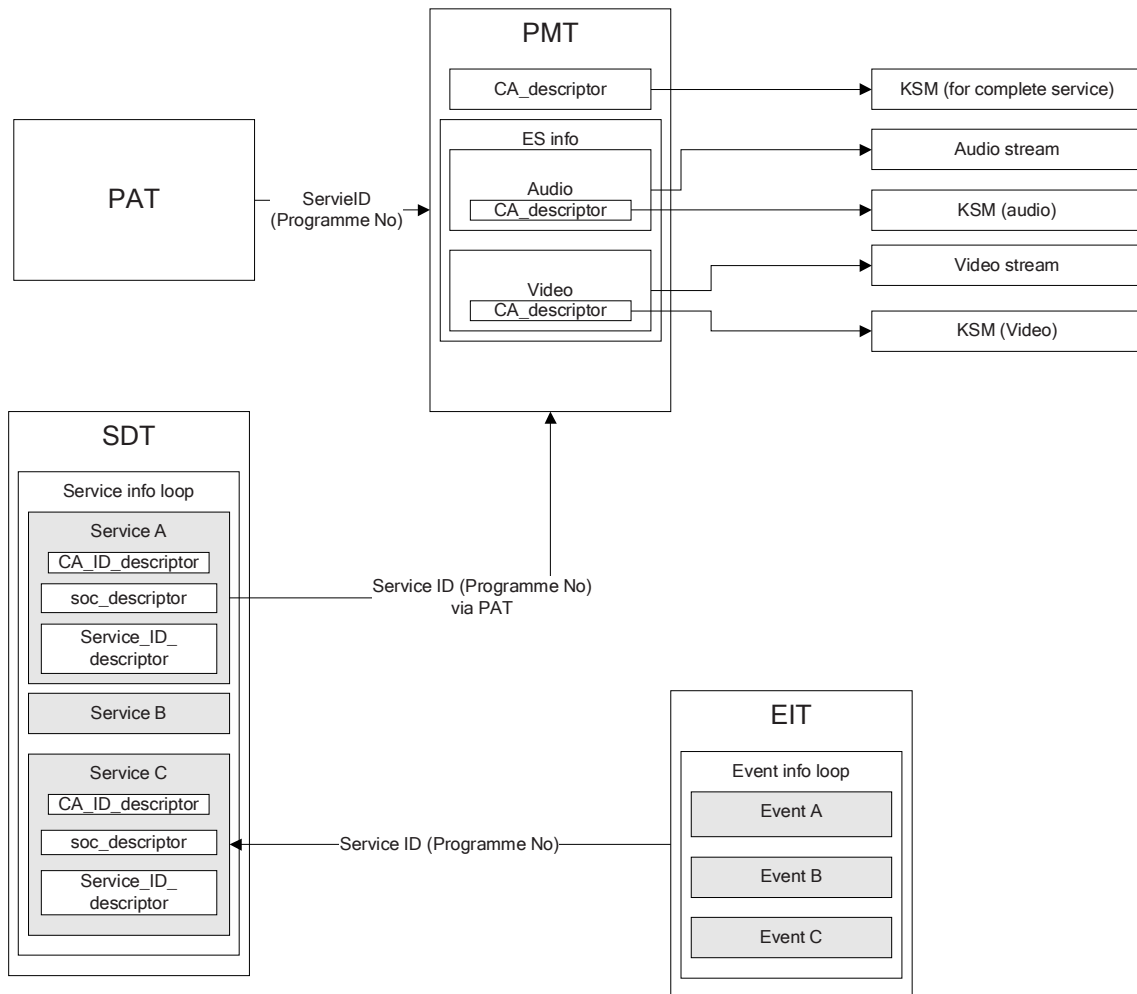 PMT
CA_descriptor
KSM (for complete service)
ES info
Audio
CA_descriptor
Audio stream
KSM (audio)
Video
CA_descriptor
Video stream
KSM (Video)
PAT
ServieID
(Programme No)
SDT
Service info loop
Service A
CA_ID_descriptor
soc_descriptor
Service_ID_
descriptor
Service ID (Programme No)
via PAT
Service B
Service C
CA_ID_descriptor
soc_descriptor
Service_ID_
descriptor
Service ID (Programme No)
EIT
Event info loop
Event A
Event B
Event C